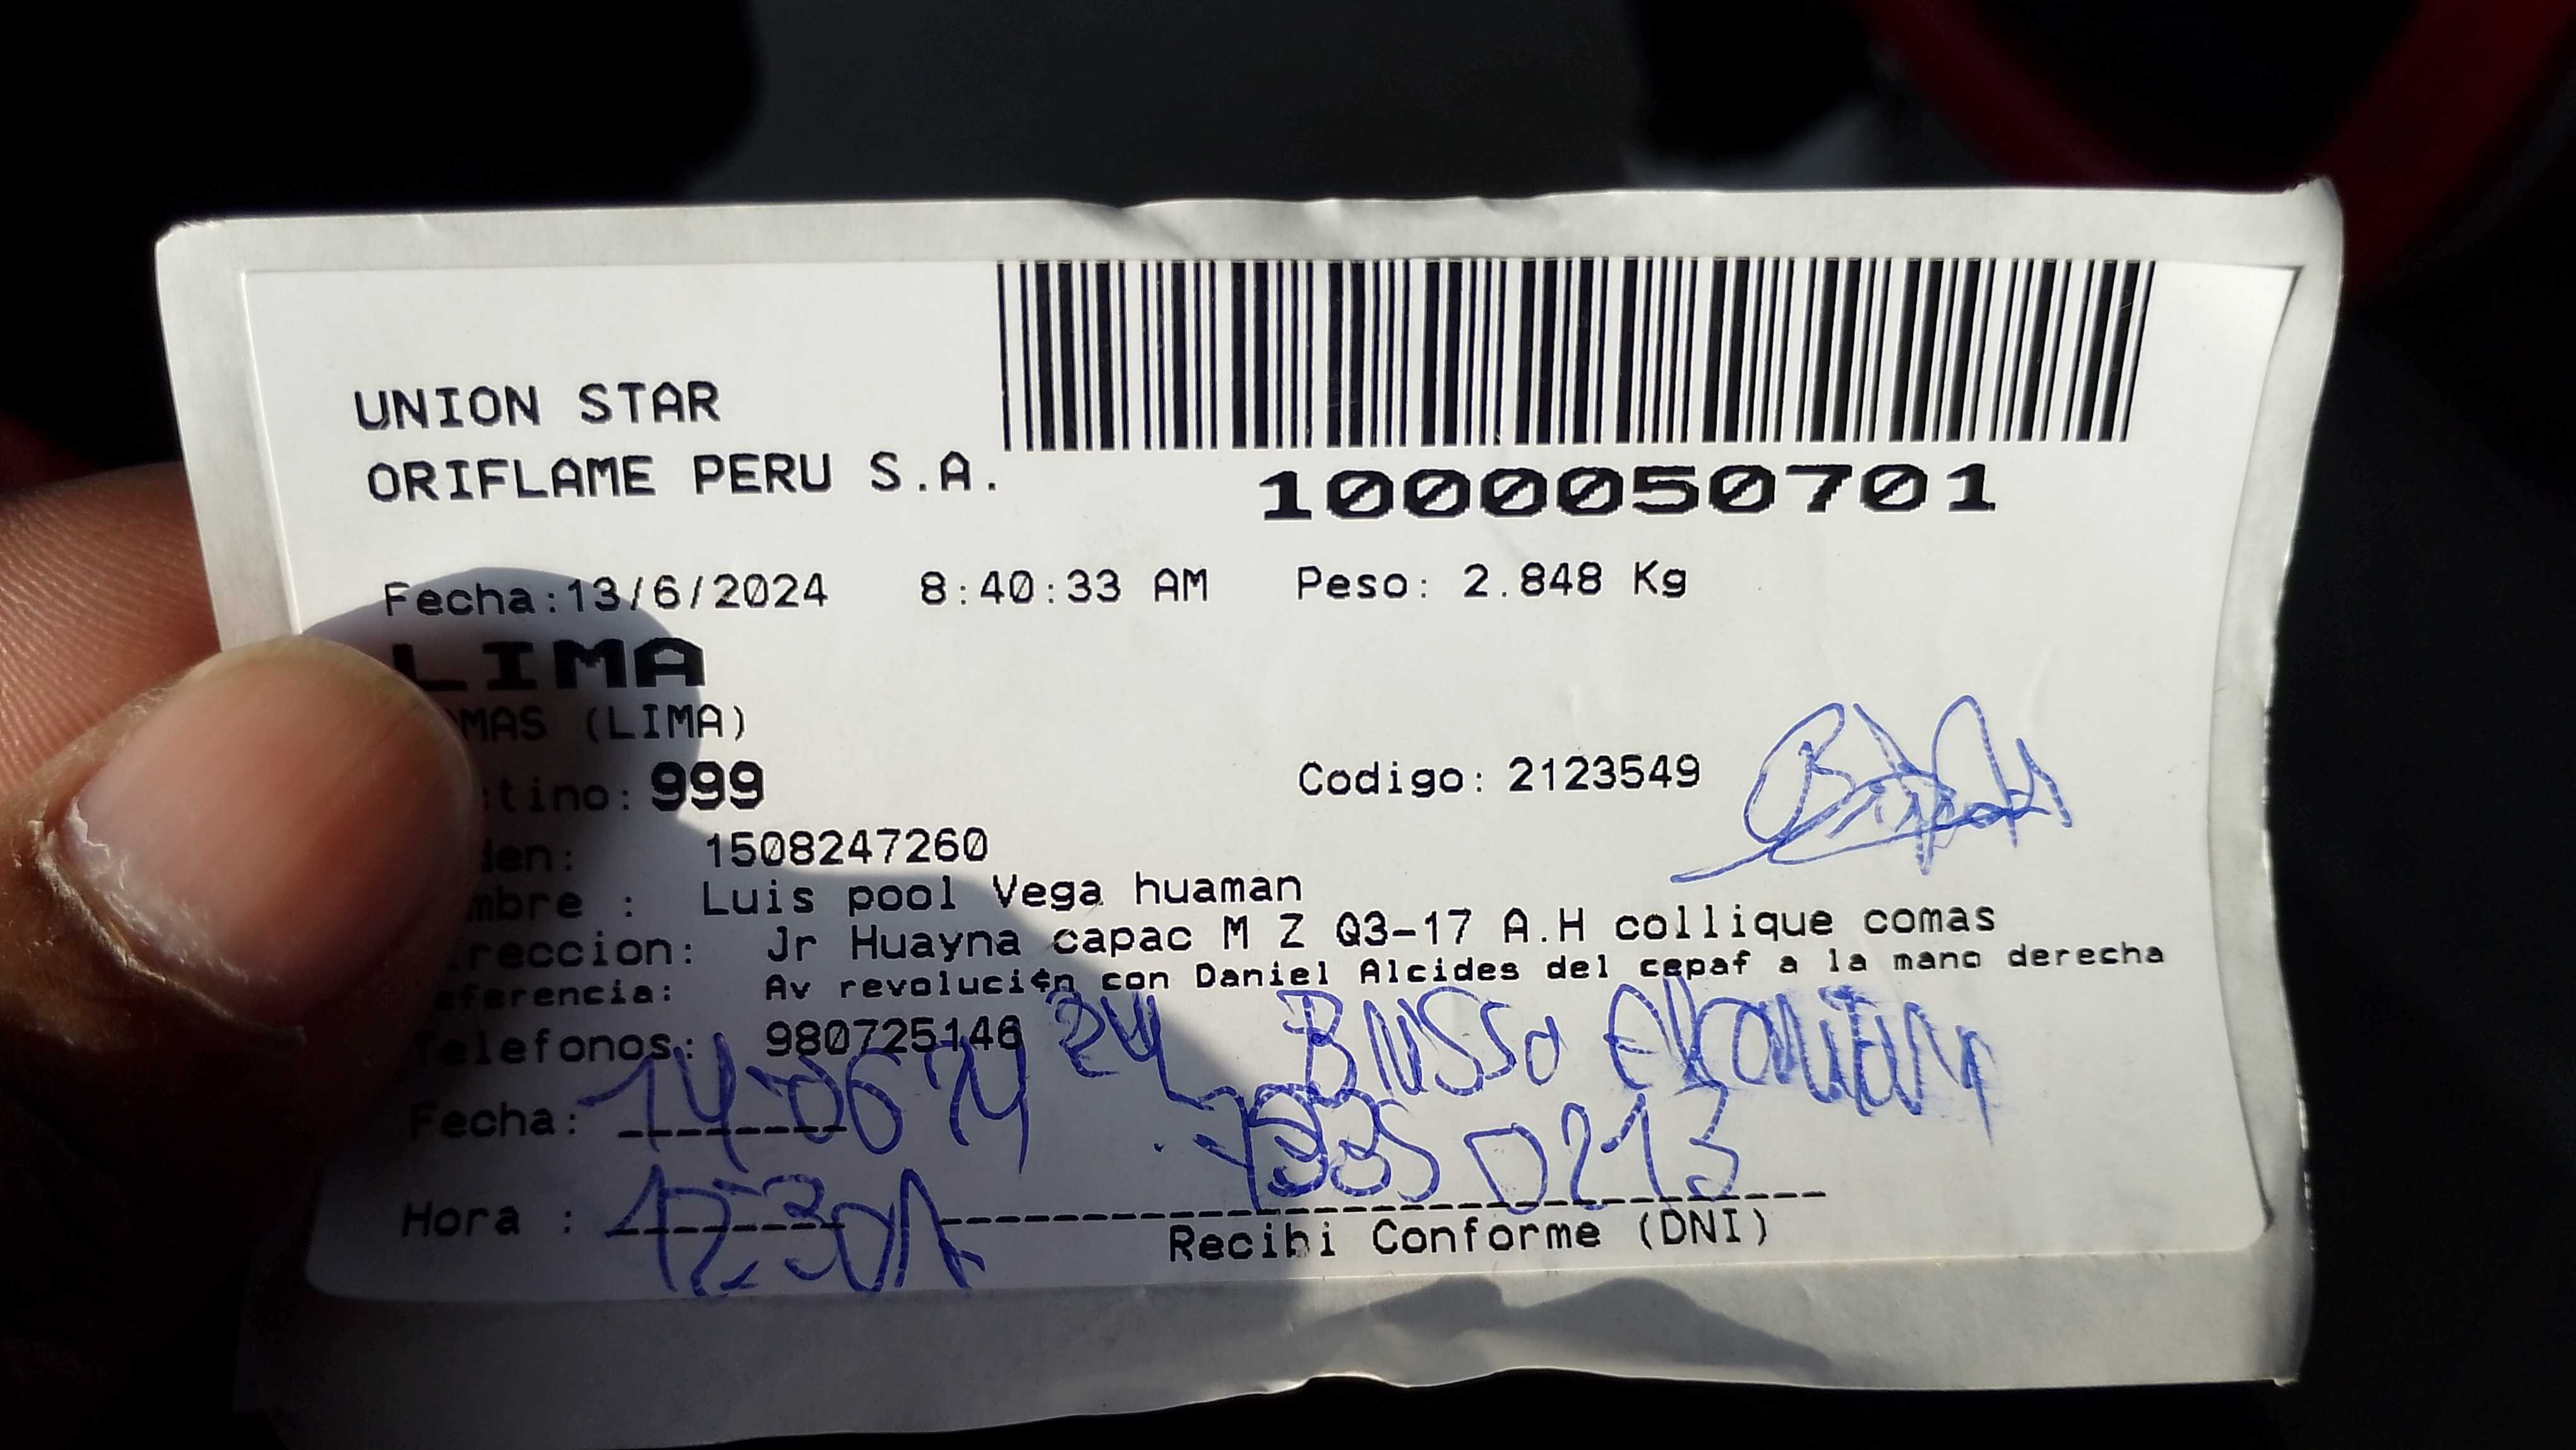 UNION STAR
ORIFLAME PERU S.A.
1000050701
Fecha:13/6/2024 8:40:33 AM Peso: 2.848 Kg
LIMA
MAS (LIMA)
tino: 999 Codigo: 2123549
den: 1508247260
mbre : Luis pool Vega huaman
reccion: Jr Huayna capac M Z Q3-17 A.H collique comas
eferencia: Av revoluci¢n con Daniel Alcides del cepaf a la mano derecha
Telefonos: 980725146
Fecha: 14-06
Hora : 12-30
Recibi Conforme (DNI)